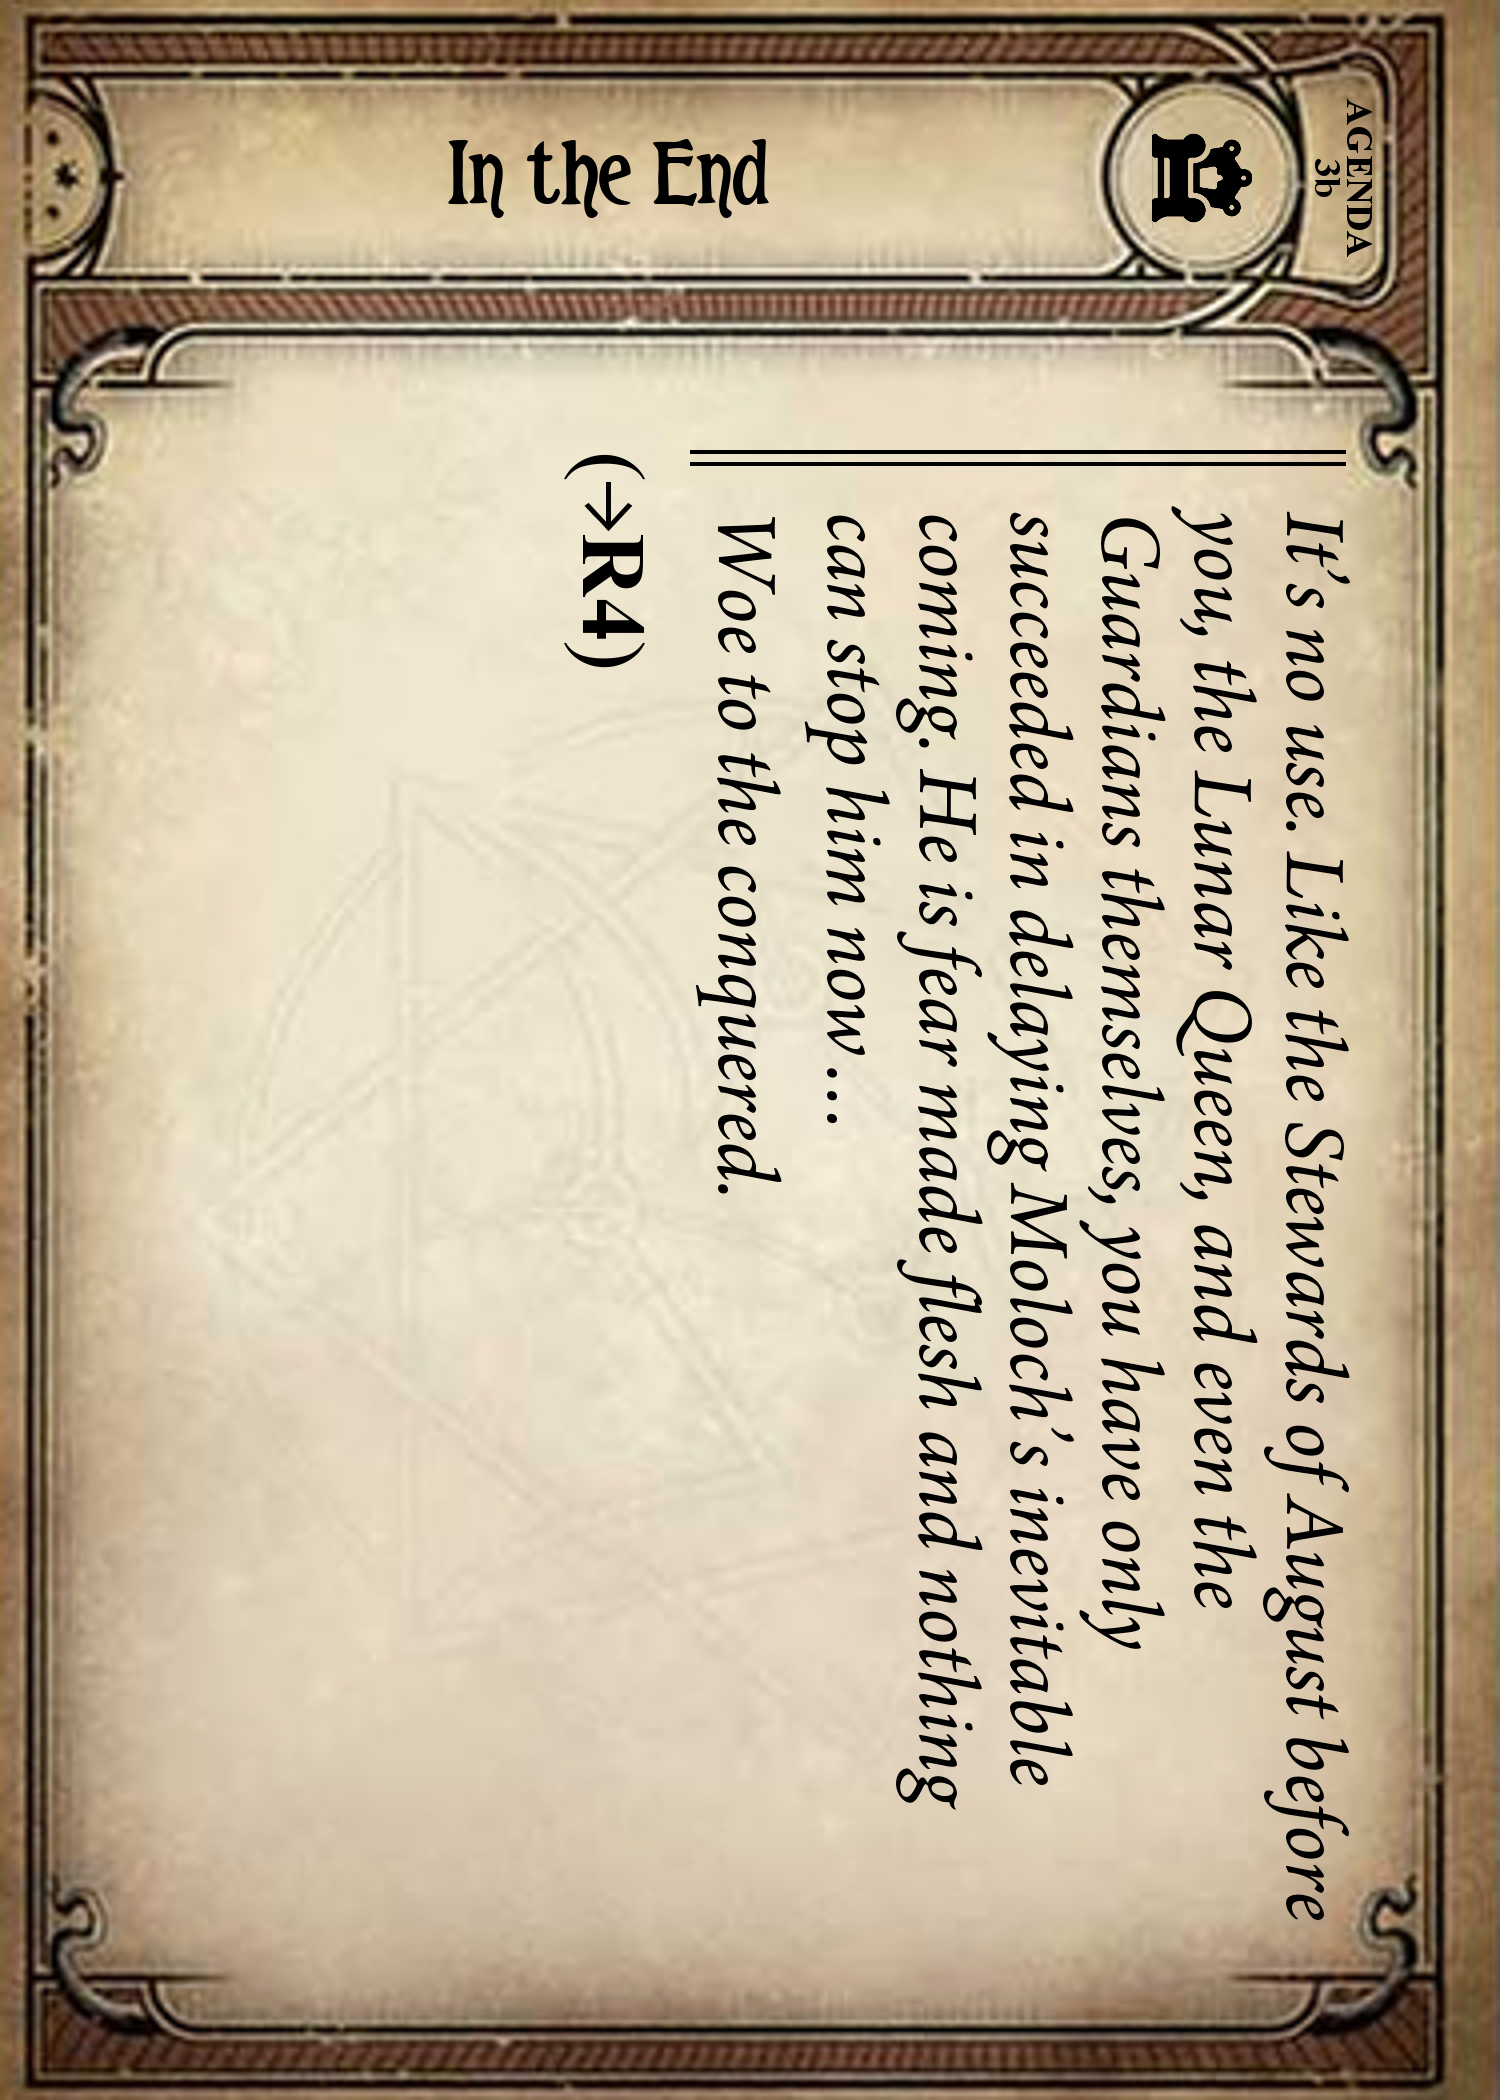 AGENDA
3b
In the End
It’s no use. Like the Stewards of August before
you, the Lunar Queen, and even the
Guardians themselves, you have only
succeeded in delaying Moloch’s inevitable
coming. He is fear made flesh and nothing
can stop him now…
Woe to the conquered.
(→R4)